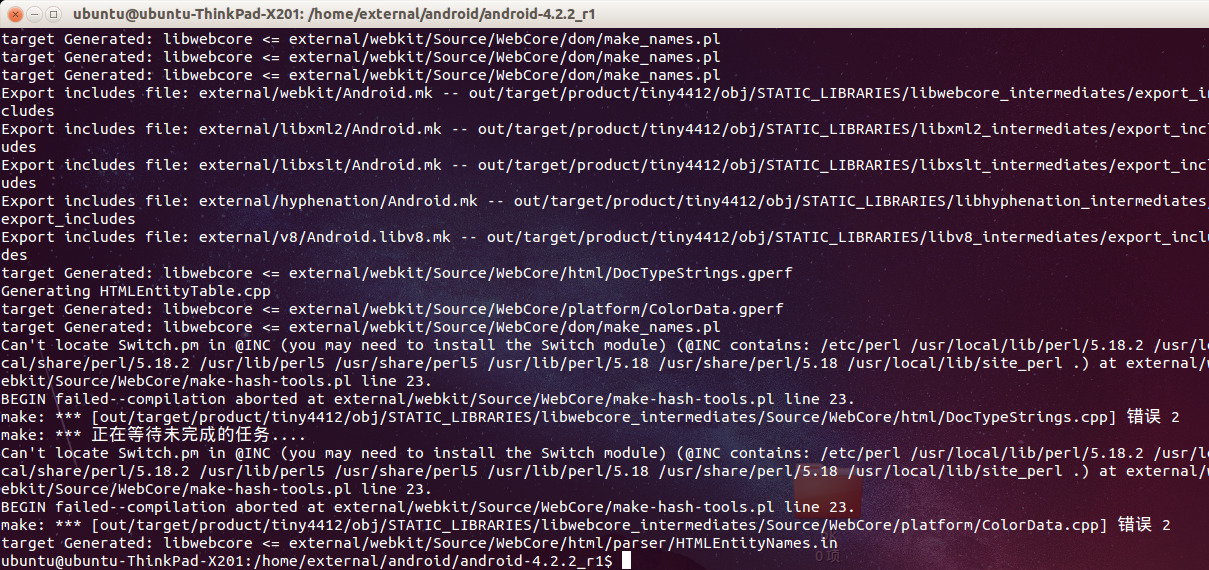 ubuntu@ubuntu-ThinkPad-X201: /home/external/android/android-4.2.2_r1
target Generated: libwebcore <= external/webkit/Source/WebCore/dom/make_names.pl
target Generated: libwebcore <= external/webkit/Source/WebCore/dom/make_names.pl
target Generated: libwebcore <= external/webkit/Source/WebCore/dom/make_names.pl
Export includes file: external/webkit/Android.mk -- out/target/product/tiny4412/obj/STATIC_LIBRARIES/libwebcore_intermediates/export_in
cludes
Export includes file: external/libxml2/Android.mk -- out/target/product/tiny4412/obj/STATIC_LIBRARIES/libxml2_intermediates/export_incl
udes
Export includes file: external/libxslt/Android.mk -- out/target/product/tiny4412/obj/STATIC_LIBRARIES/libxslt_intermediates/export_incl
udes
Export includes file: external/hyphenation/Android.mk -- out/target/product/tiny4412/obj/STATIC_LIBRARIES/libhyphenation_intermediates/
export_includes
Export includes file: external/v8/Android.libv8.mk -- out/target/product/tiny4412/obj/STATIC_LIBRARIES/libv8_intermediates/export_inclu
des
target Generated: libwebcore <= external/webkit/Source/WebCore/html/DocTypeStrings.gperf
Generating HTMLEntityTable.cpp
target Generated: libwebcore <= external/webkit/Source/WebCore/platform/ColorData.gperf
target Generated: libwebcore <= external/webkit/Source/WebCore/dom/make_names.pl
Can't locate Switch.pm in @INC (you may need to install the Switch module) (@INC contains: /etc/perl /usr/local/lib/perl/5.18.2 /usr/lo
cal/share/perl/5.18.2 /usr/lib/perl5 /usr/share/perl5 /usr/lib/perl/5.18 /usr/share/perl/5.18 /usr/local/lib/site_perl .) at external/w
ebkit/Source/WebCore/make-hash-tools.pl line 23.
BEGIN failed--compilation aborted at external/webkit/Source/WebCore/make-hash-tools.pl line 23.
make: *** [out/target/product/tiny4412/obj/STATIC_LIBRARIES/libwebcore_intermediates/Source/WebCore/html/DocTypeStrings.cpp] 错误 2
make: *** 正在等待未完成的任务....
Can't locate Switch.pm in @INC (you may need to install the Switch module) (@INC contains: /etc/perl /usr/local/lib/perl/5.18.2 /usr/lo
cal/share/perl/5.18.2 /usr/lib/perl5 /usr/share/perl5 /usr/lib/perl/5.18 /usr/share/perl/5.18 /usr/local/lib/site_perl .) at external/w
ebkit/Source/WebCore/make-hash-tools.pl line 23.
BEGIN failed--compilation aborted at external/webkit/Source/WebCore/make-hash-tools.pl line 23.
make: *** [out/target/product/tiny4412/obj/STATIC_LIBRARIES/libwebcore_intermediates/Source/WebCore/platform/ColorData.cpp] 错误 2
target Generated: libwebcore <= external/webkit/Source/WebCore/html/parser/HTMLEntityNames.in
0 项
ubuntu@ubuntu-ThinkPad-X201:/home/external/android/android-4.2.2_r1$